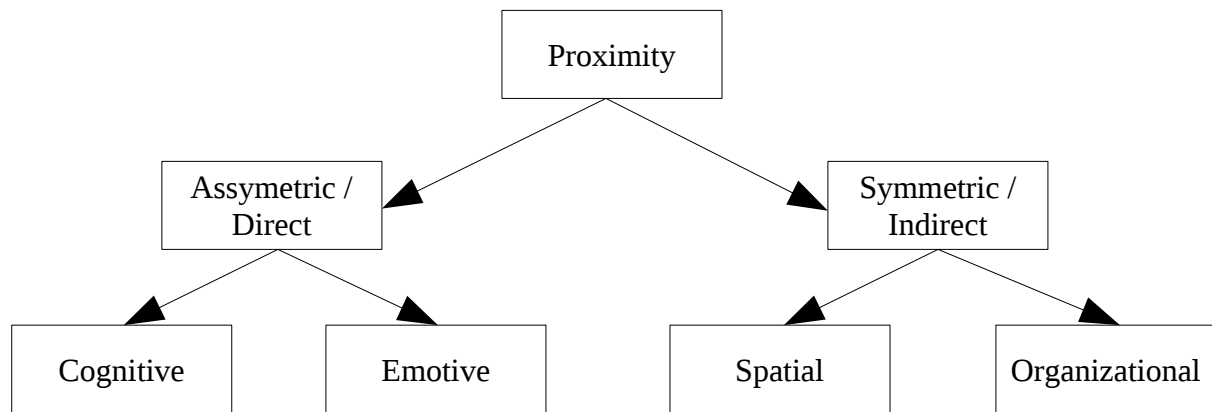 Proximity
Assymetric /
Direct
Symmetric /
Indirect
Cognitive
Emotive
Spatial
Organizational